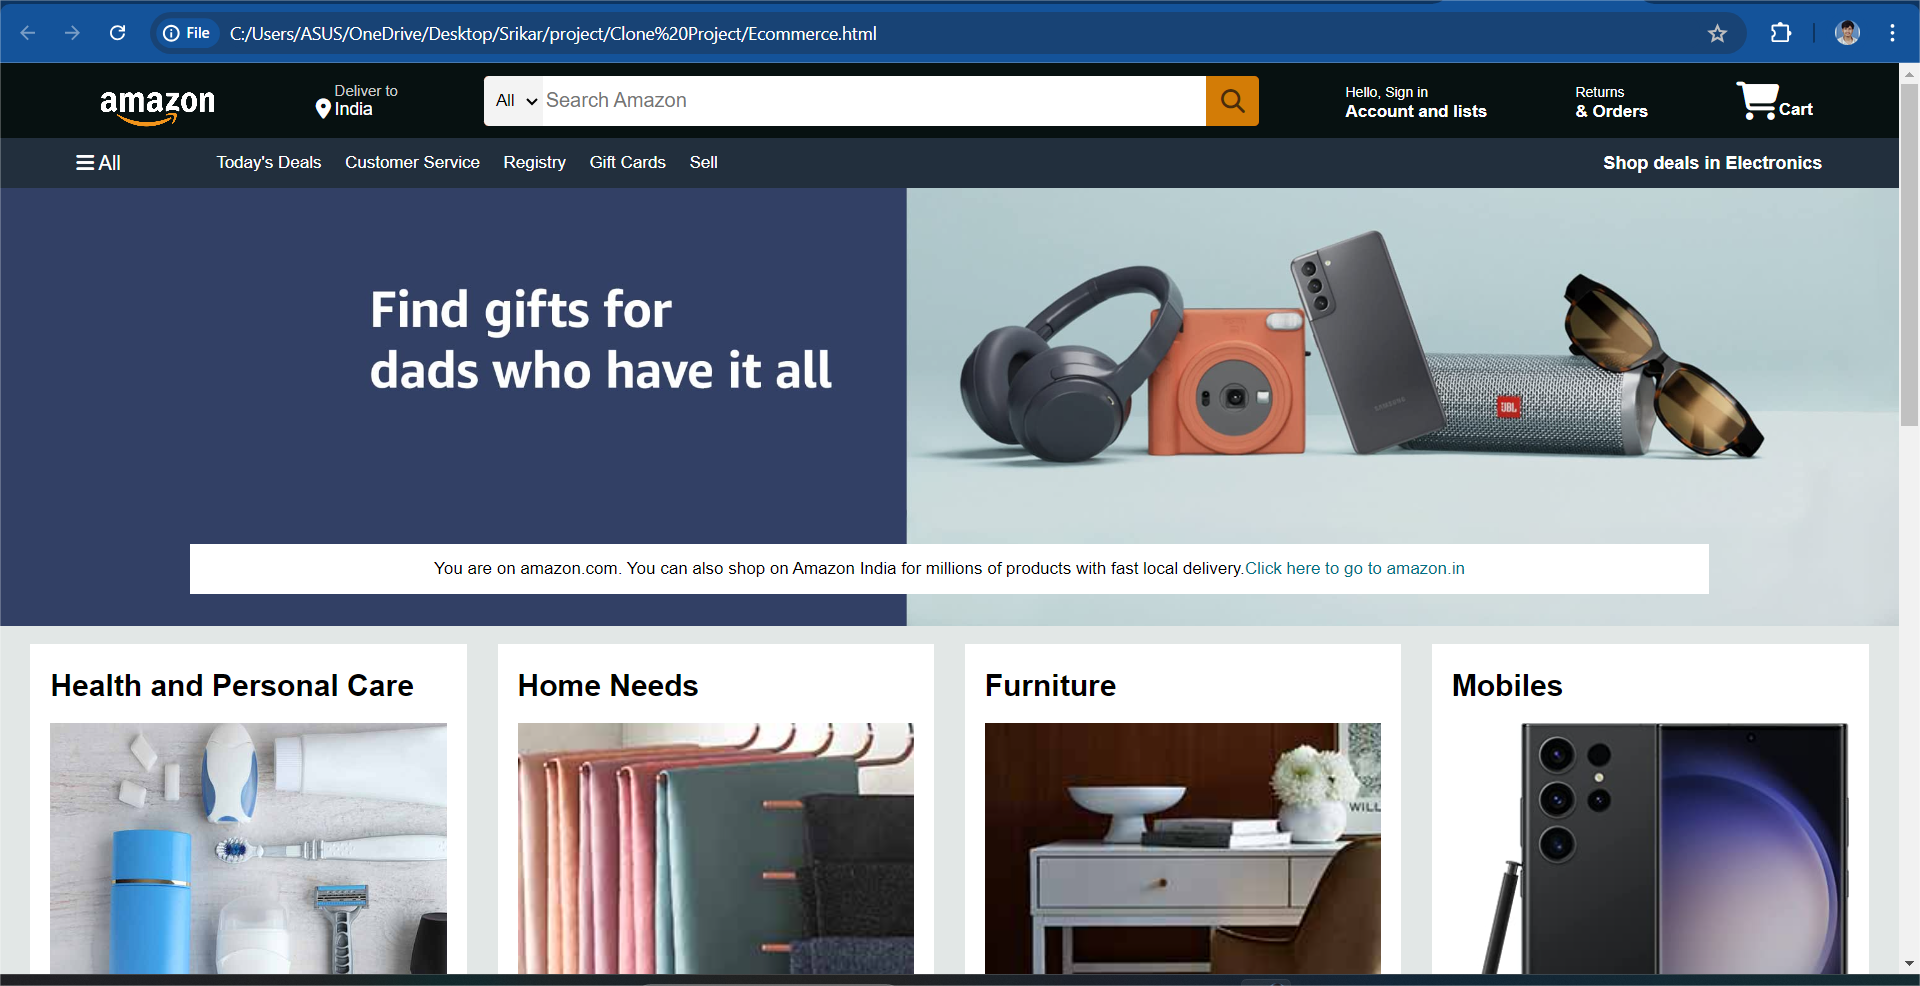 File C:/Users/ASUS/OneDrive/Desktop/Srikar/project/Clone%20Project/Ecommerce.html
amazon
Deliver to
India
All
Search Amazon
Hello, Sign in
Account and lists
Returns
& Orders
Cart
All
Today's Deals
Customer Service
Registry
Gift Cards
Sell
Shop deals in Electronics
Find gifts for
dads who have it all
SAMSUNG
JBL
You are on amazon.com. You can also shop on Amazon India for millions of products with fast local delivery.Click here to go to amazon.in
Health and Personal Care
Home Needs
Furniture
Mobiles
WILL